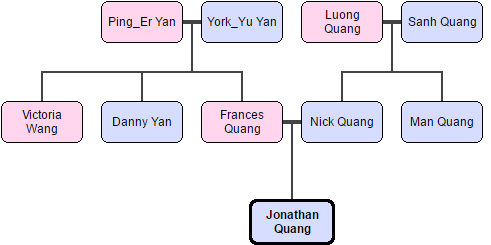 Ping_Er Yan
York_Yu Yan
Luong
Quang
Sanh Quang
Victoria
Wang
Danny Yan
Frances
Quang
Nick Quang
Man Quang
Jonathan
Quang